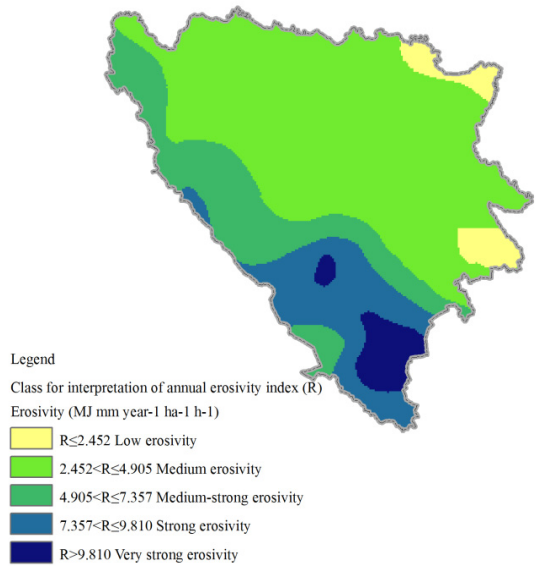 Legend
Class for interpretation of annual erosivity index (R)
Erosivity (MJ mm year-1 ha-1 h-1)
R≤2.452 Low erosivity
2.452<R≤4.905 Medium erosivity
4.905<R≤7.357 Medium-strong erosivity
7.357<R≤9.810 Strong erosivity
R>9.810 Very strong erosivity